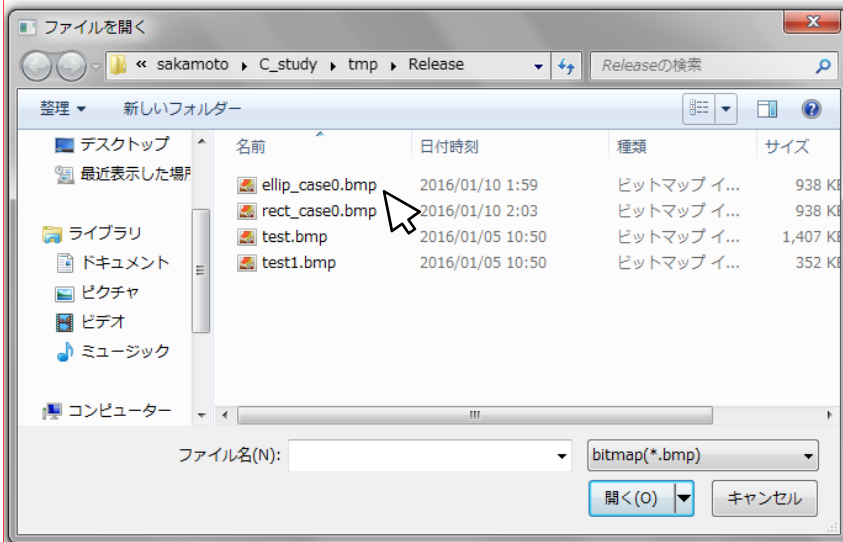 ファイルを開く
« sakamoto ▸ C_study ▸ tmp ▸ Release
Releaseの検索
整理 ▼ 新しいフォルダー
デスクトップ
最近表示した場所
ライブラリ
ドキュメント
ピクチャ
ビデオ
ミュージック
コンピューター
名前 日付時刻 種類 サイズ
ellip_case0.bmp 2016/01/10 1:59 ビットマップ イ... 938 KB
rect_case0.bmp 2016/01/10 2:03 ビットマップ イ... 938 KB
test.bmp 2016/01/05 10:50 ビットマップ イ... 1,407 KB
test1.bmp 2016/01/05 10:50 ビットマップ イ... 352 KB
ファイル名(N):
bitmap(*.bmp)
開く(O) キャンセル